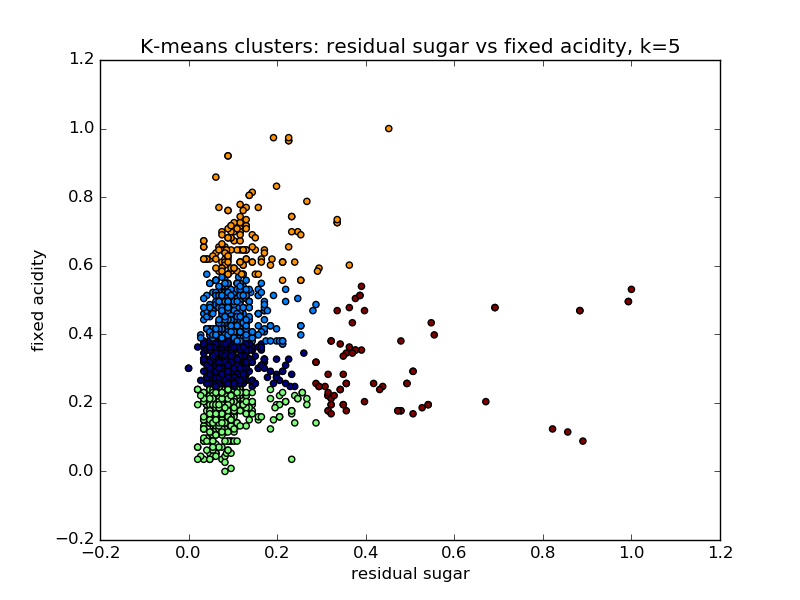 K-means clusters: residual sugar vs fixed acidity, k=5
1.2
1.0
0.8
0.6
0.4
0.2
0.0
−0.2
fixed acidity
−0.2 0.0 0.2 0.4 0.6 0.8 1.0 1.2
residual sugar